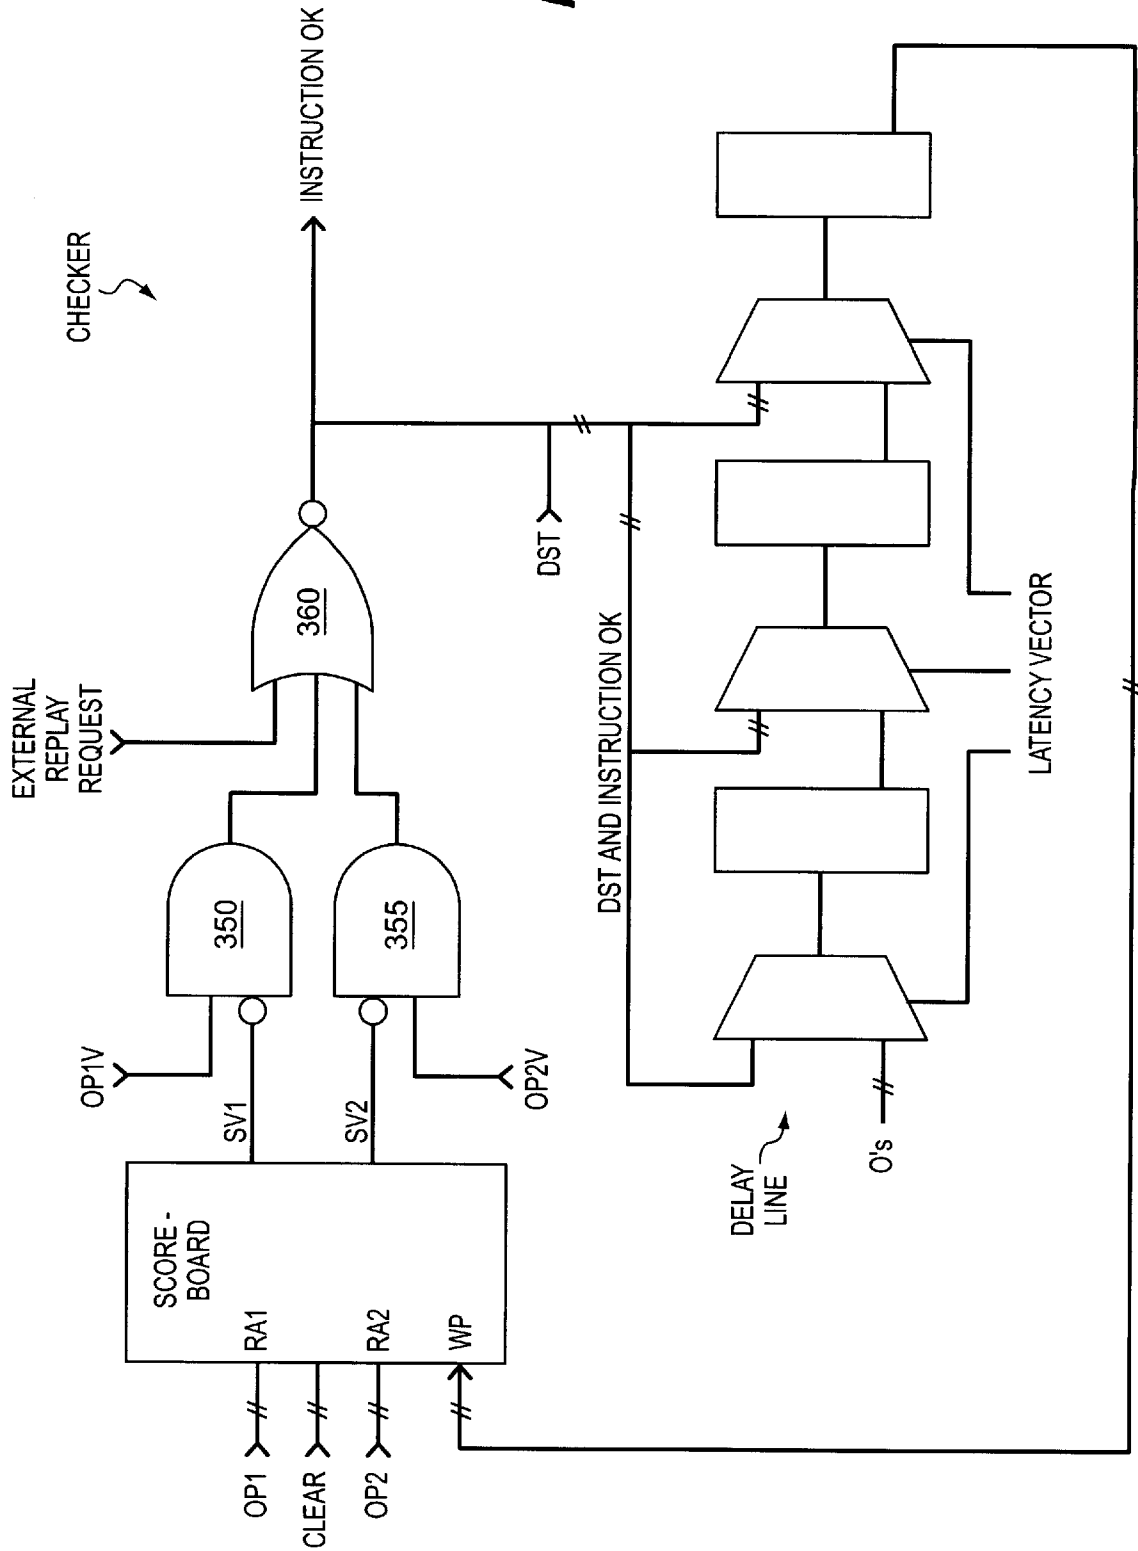 CHECKER
EXTERNAL
REPLAY
REQUEST
INSTRUCTION OK
OP1V
350
360
SCORE -
BOARD
SV1
OP1
RA1
CLEAR
SV2
355
OP2
RA2
WP
OP2V
DST
DST AND INSTRUCTION OK
DELAY
LINE
O's
LATENCY VECTOR